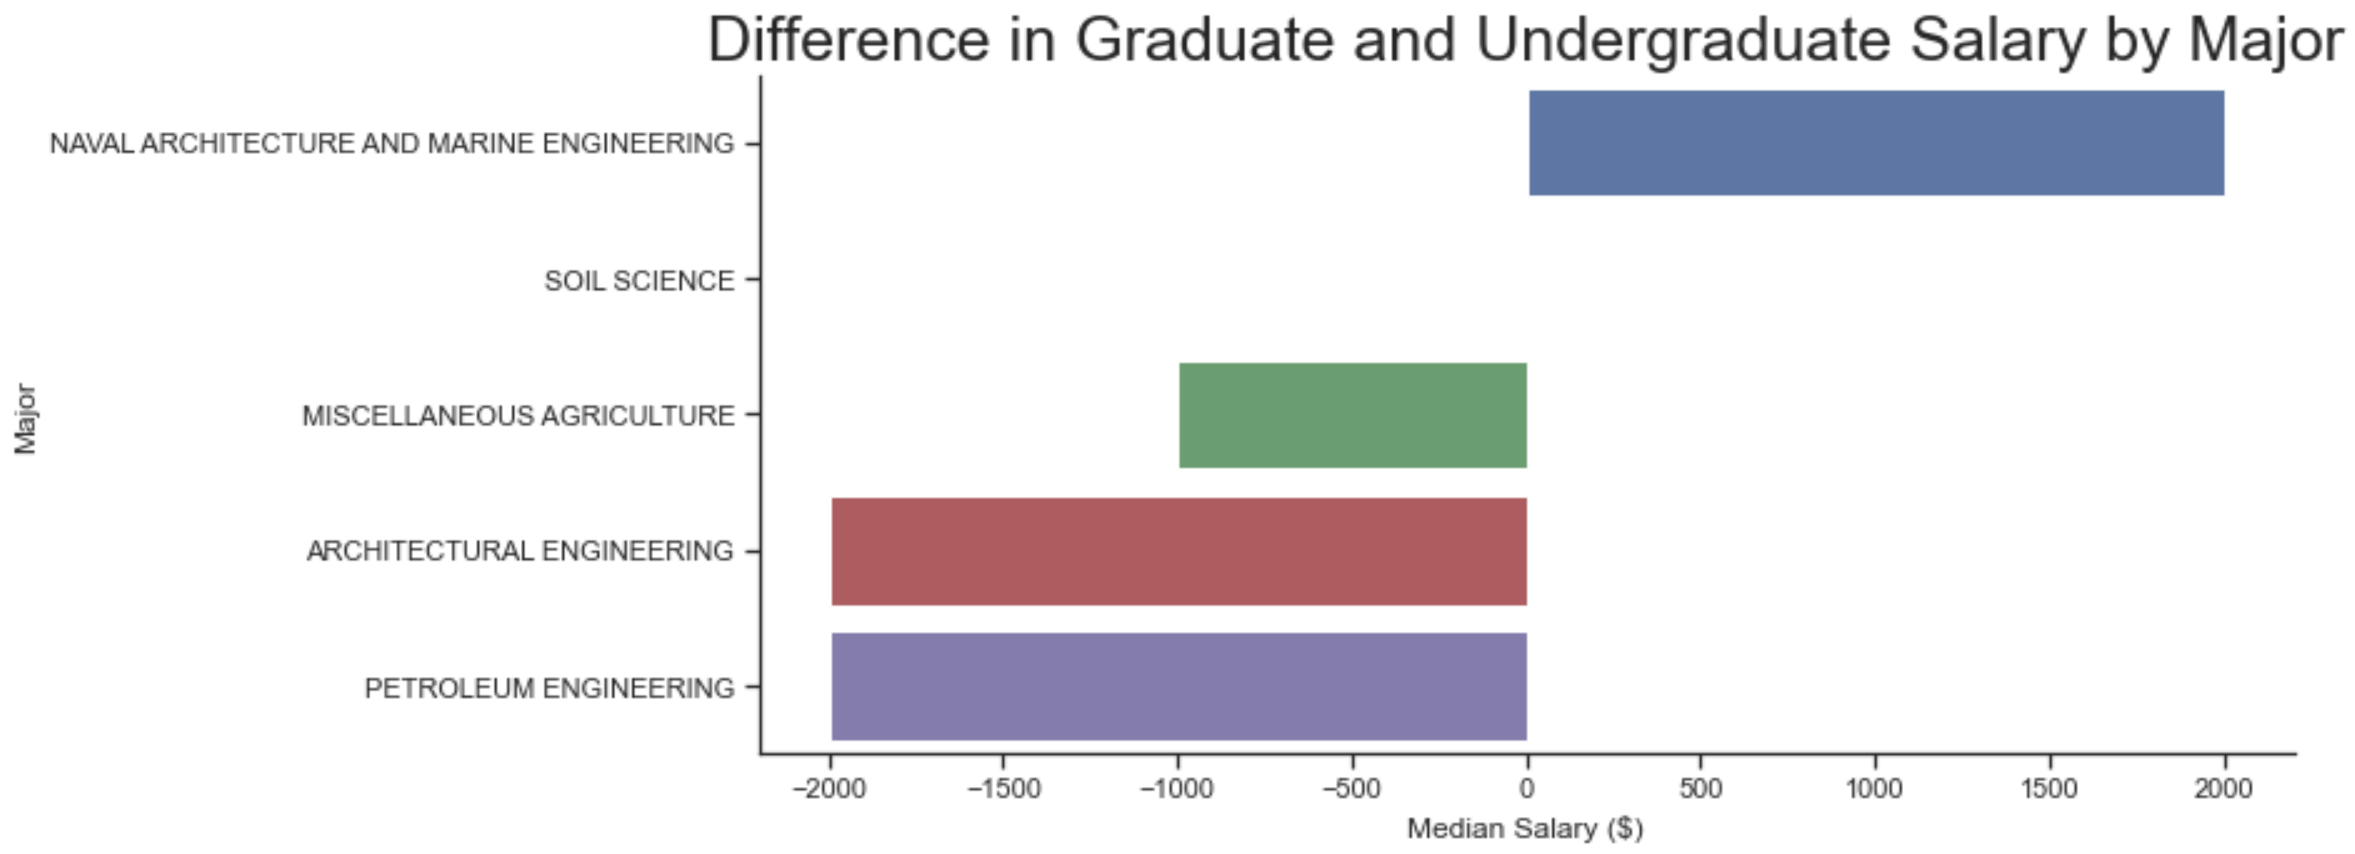 Difference in Graduate and Undergraduate Salary by Major
NAVAL ARCHITECTURE AND MARINE ENGINEERING
SOIL SCIENCE
MISCELLANEOUS AGRICULTURE
ARCHITECTURAL ENGINEERING
PETROLEUM ENGINEERING
Major
−2000 −1500 −1000 −500 0 500 1000 1500 2000
Median Salary ($)